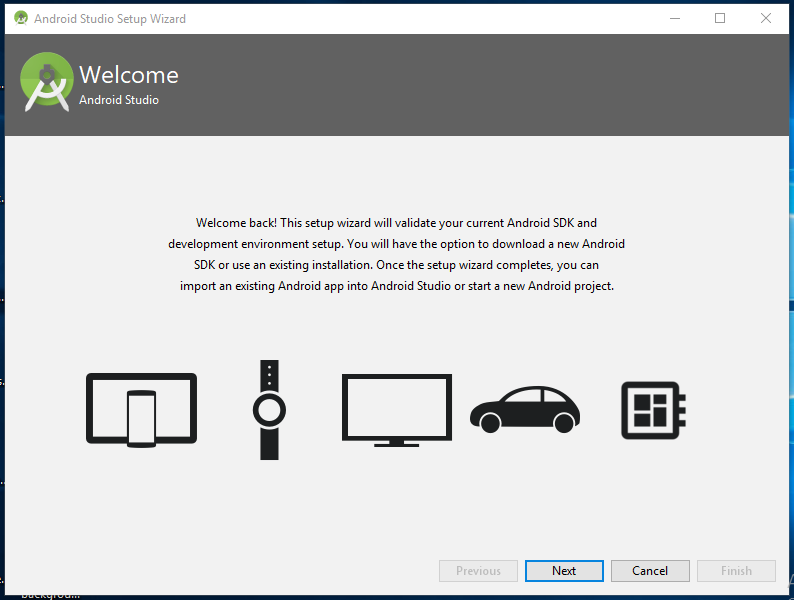 Android Studio Setup Wizard
Welcome
Android Studio
Welcome back! This setup wizard will validate your current Android SDK and
development environment setup. You will have the option to download a new Android
SDK or use an existing installation. Once the setup wizard completes, you can
import an existing Android app into Android Studio or start a new Android project.
Previous
Next
Cancel
Finish